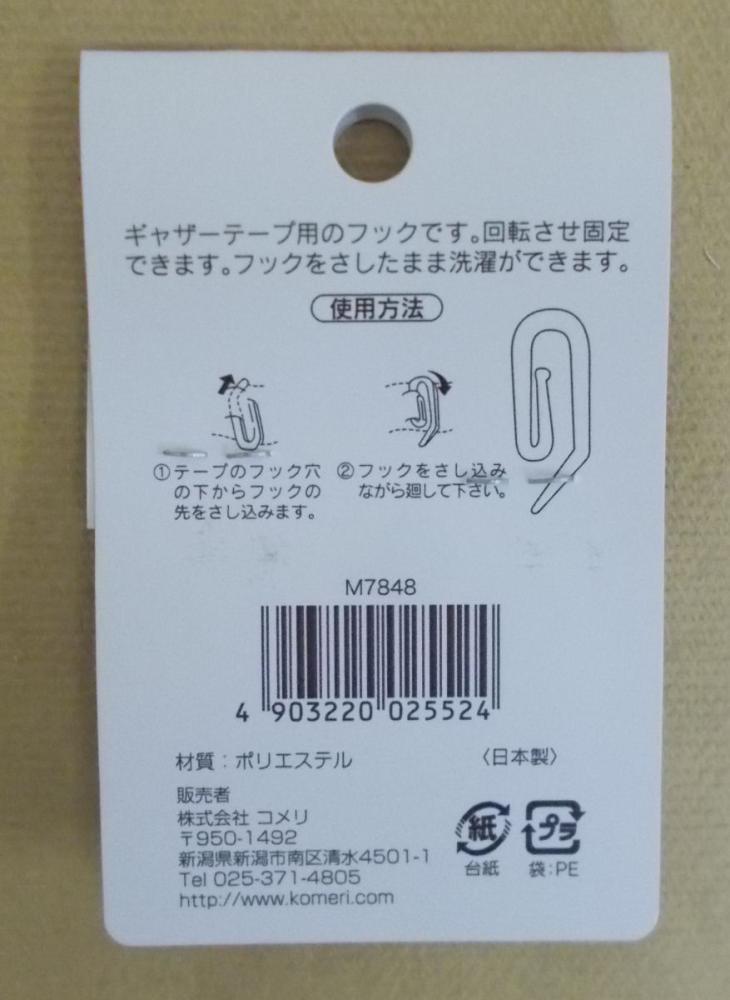 ギャザーテープ用のフックです。回転させ固定
できます。フックをさしたまま洗濯ができます。
使用方法
①テープのフック穴
の下からフックの
先をさし込みます。
②フックをさし込み
ながら廻して下さい。
M7848
4 903220 025524
材質：ポリエステル
〈日本製〉
販売者
株式会社 コメリ
〒950-1492
新潟県新潟市南区清水4501-1
Tel 025-371-4805
http://www.komeri.com
紙
台紙
プラ
袋：PE